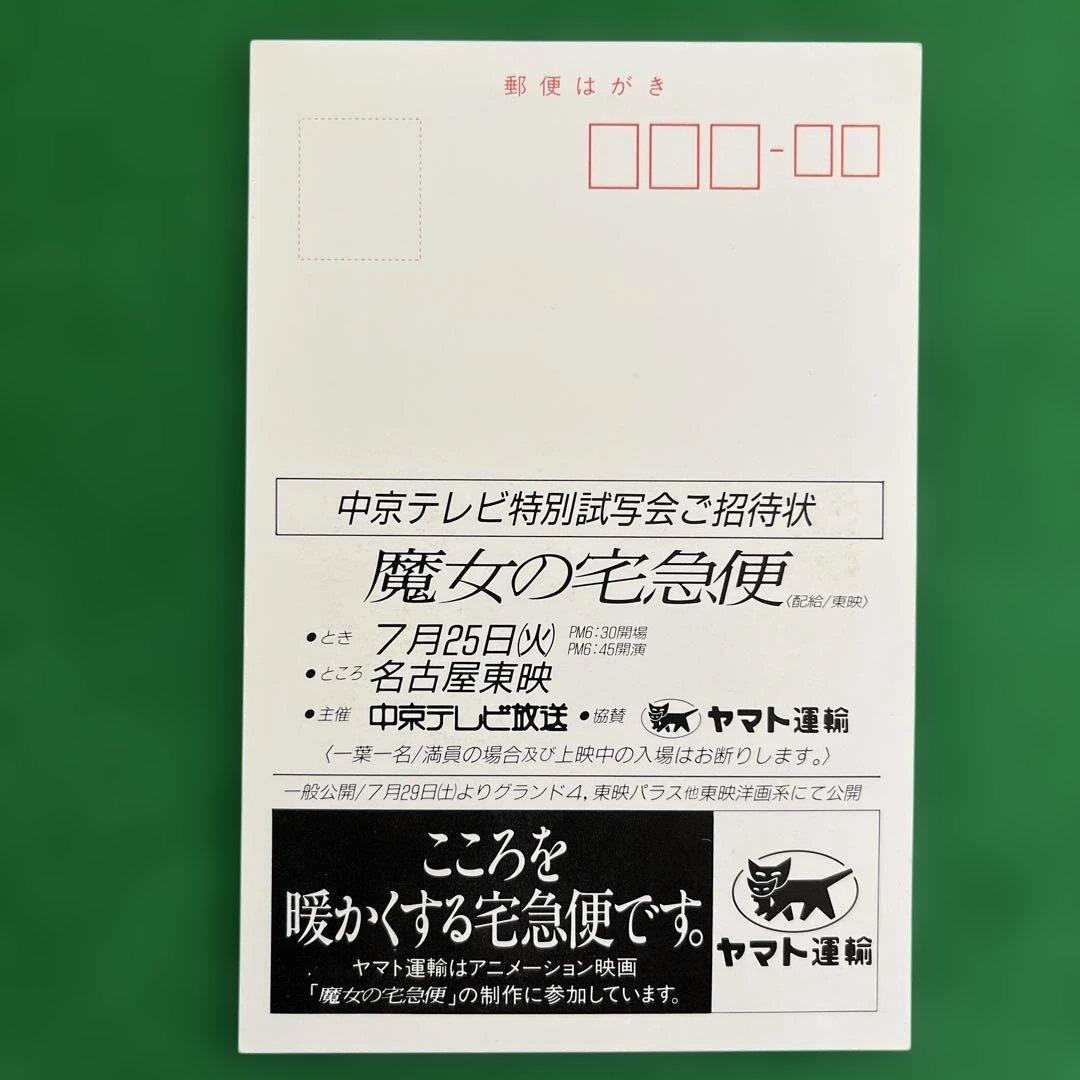 郵便はがき
中京テレビ特別試写会ご招待状
魔女の宅急便〈配給/東映〉
●とき 7月25日(火) PM6:30開場
PM6:45開演
●ところ 名古屋東映
●主催 中京テレビ放送 ●協賛 ヤマト運輸
〈一葉一名/満員の場合及び上映中の入場はお断りします。〉
一般公開/7月29日(土)よりグランド4,東映パラス他東映洋画系にて公開
こころを
暖かくする宅急便です。
ヤマト運輸はアニメーション映画
「魔女の宅急便」の制作に参加しています。
ヤマト運輸